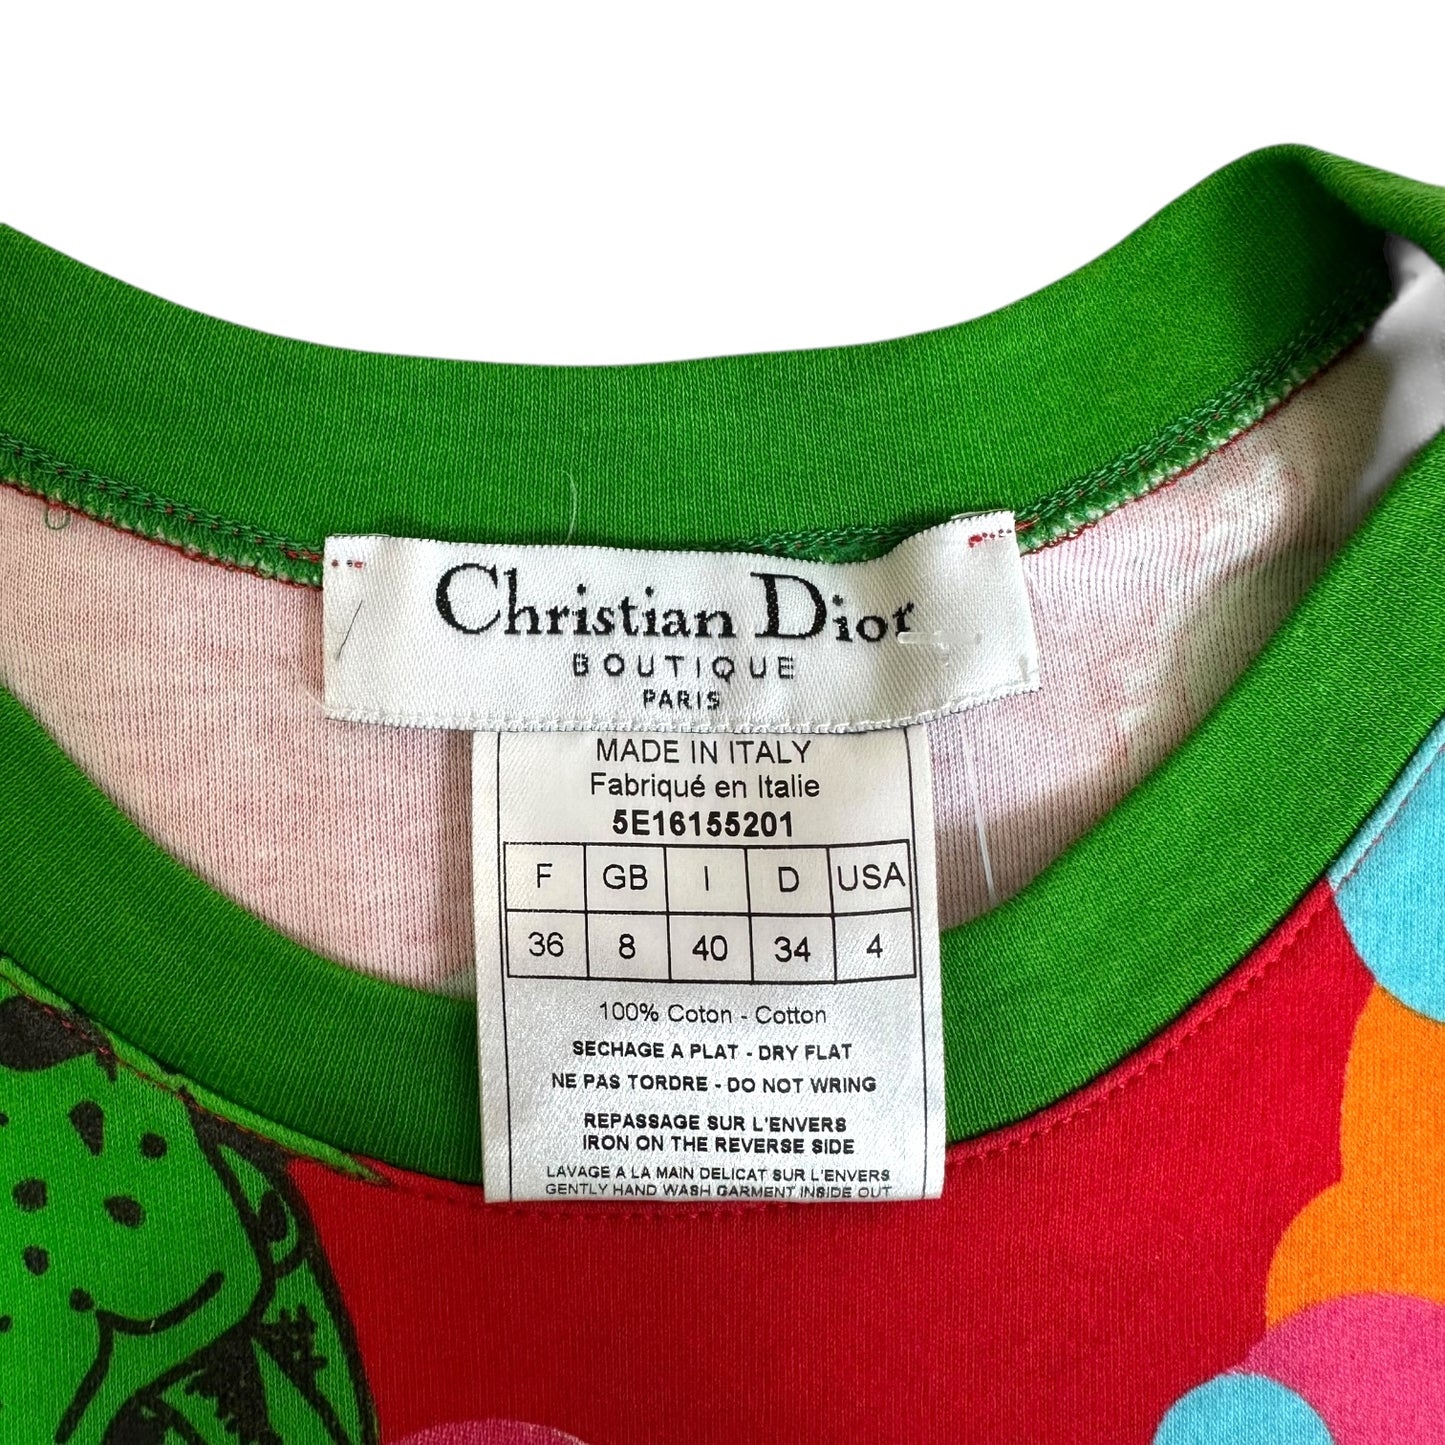 Christian Dior
BOUTIQUE
PARIS
MADE IN ITALY
Fabriqué en Italie
5E16155201
F GB I D USA
36 8 40 34 4
100% Coton - Cotton
SECHAGE A PLAT - DRY FLAT
NE PAS TORDRE - DO NOT WRING
REPASSAGE SUR L'ENVERS
IRON ON THE REVERSE SIDE
LAVAGE A LA MAIN DELICAT SUR L'ENVERS
GENTLY HAND WASH GARMENT INSIDE OUT